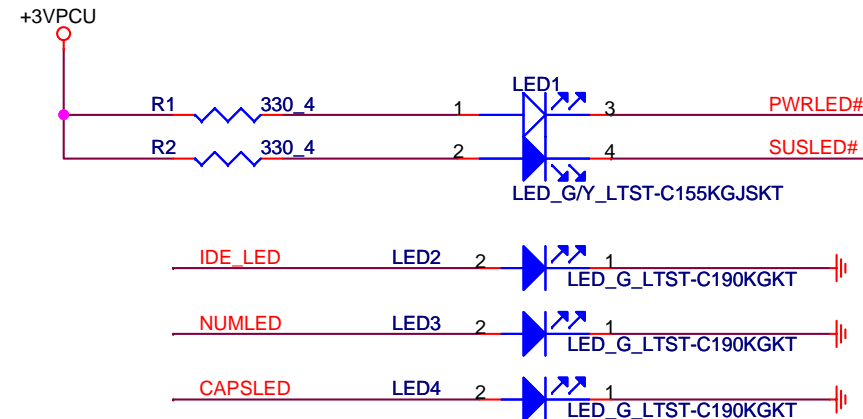 +3VPCU
LED1
R1 330_4 1 3 PWRLED#
R2 330_4 2 4 SUSLED#
LED_G/Y_LTST-C155KGJSKT
IDE_LED LED2 2 1
LED_G_LTST-C190KGKT
NUMLED LED3 2 1
LED_G_LTST-C190KGKT
CAPSLED LED4 2 1
LED_G_LTST-C190KGKT